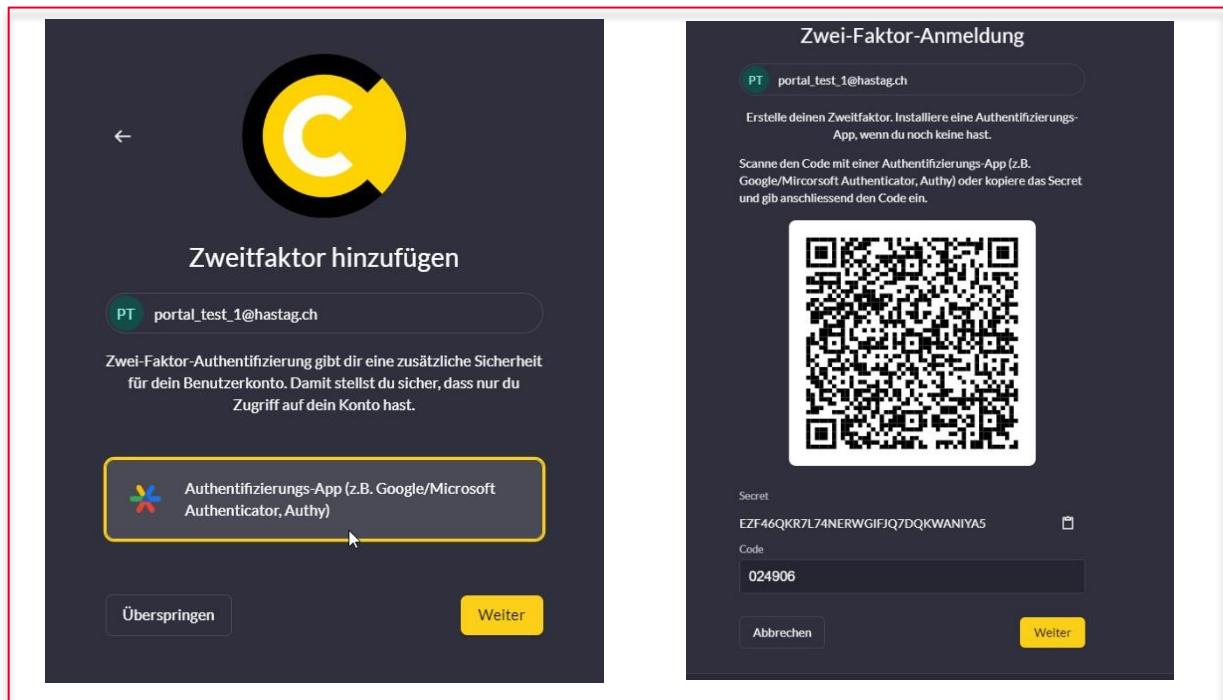 Zweitfaktor hinzufügen
PT portal_test_1@hastag.ch
Zwei-Faktor-Authentifizierung gibt dir eine zusätzliche Sicherheit
für dein Benutzerkonto. Damit stellst du sicher, dass nur du
Zugriff auf dein Konto hast.
Authentifizierungs-App (z.B. Google/Microsoft
Authenticator, Authy)
Überspringen
Weiter
Zwei-Faktor-Anmeldung
PT portal_test_1@hastag.ch
Erstelle deinen Zweitfaktor. Installiere eine Authentifizierungs-
App, wenn du noch keine hast.
Scanne den Code mit einer Authentifizierungs-App (z.B.
Google/Mircorsoft Authenticator, Authy) oder kopiere das Secret
und gib anschliessend den Code ein.
Secret
EZF46QKR7L74NERWGIFJQ7DQKWANIYA5
Code
024906
Abbrechen
Weiter